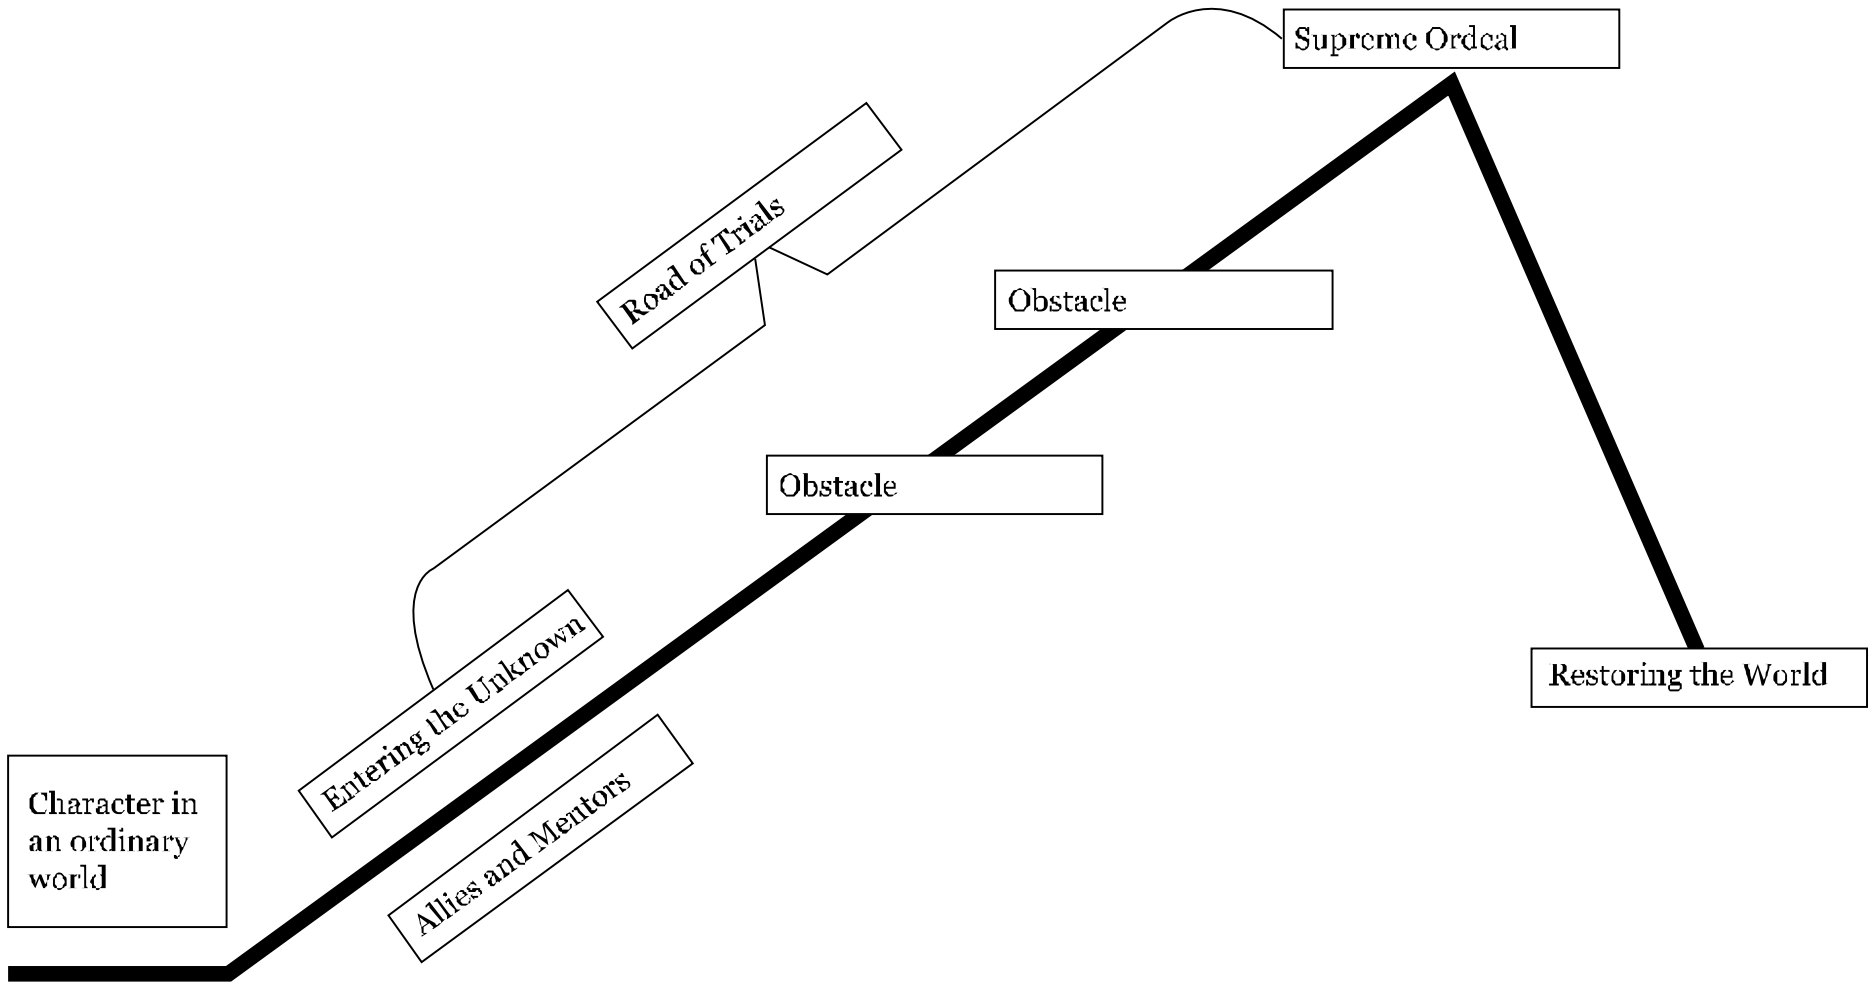 Supreme Ordeal
Road of Trials
Obstacle
Obstacle
Entering the Unknown
Restoring the World
Allies and Mentors
Character in
an ordinary
world